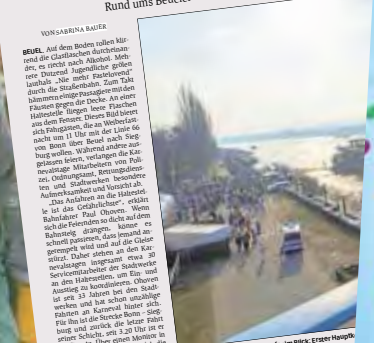 Rund ums Beueler
VON SABRINA BAUER
BEUEL. Auf dem Boden rollen klir-
rend die Glasflaschen durcheinan-
der, es riecht nach Alkohol. Meh-
rere Dutzend Jugendliche grölen
lauthals „Nie mehr Fastelovend“
durch die Straßenbahn. Zum Takt
hämmern einige Passagiere mit den
Fäusten gegen die Decke. An einer
Haltestelle fliegen leere Flaschen
aus dem Fenster. Dieses Bild bietet
sich Fahrgästen, die an Weiberfast-
nacht um 11 Uhr mit der Linie 66
von Bonn über Beuel nach Sieg-
burg wollen. Während andere aus-
gelassen feiern, verlangen die Kar-
nevalstage Mitarbeitern von Poli-
zei, Ordnungsamt, Rettungsdiens-
ten und Stadtwerken besondere
Aufmerksamkeit und Vorsicht ab.
„Das Anfahren an die Haltestel-
le ist das Gefährlichste“, erklärt
Bahnfahrer Paul Ohoven. Wenn
sich die Feiernden so dicht auf dem
Bahnsteig drängen, könne es
schnell passieren, dass jemand an-
gerempelt wird und auf die Gleise
stürzt. Daher stehen an den Kar-
nevalstagen insgesamt etwa 30
Servicemitarbeiter der Stadtwerke
an den Haltestellen, um Ein- und
Ausstieg zu koordinieren. Ohoven
ist seit 33 Jahren bei den Stadt-
werken und hat schon unzählige
Fahrten an Karneval hinter sich.
Für ihn ist die Strecke Bonn – Sieg-
burg und zurück die letzte Fahrt
seiner Schicht, seit 3.20 Uhr ist er
Über einen Monitor in
die
im Blick: Erster Hauptk